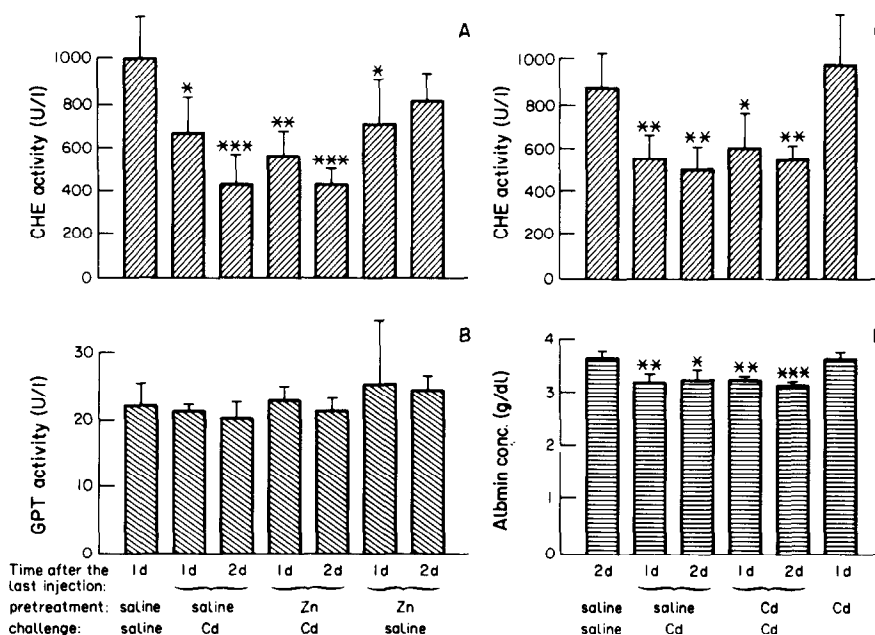 A
CHE activity (U/l)
1000
800
600
400
200
0
*
***
**
***
*
CHE activity (U/l)
1000
800
600
400
200
0
**
**
*
**
B
GPT activity (U/l)
30
20
10
0
Albmin conc. (g/dl)
4
3
2
1
0
**
*
**
***
Time after the last injection:
1d 1d 2d 1d 2d 1d 2d
2d 1d 2d 1d 2d 1d
pretreatment: saline saline Zn Zn
saline saline Cd Cd
challenge: saline Cd Cd saline
saline Cd Cd